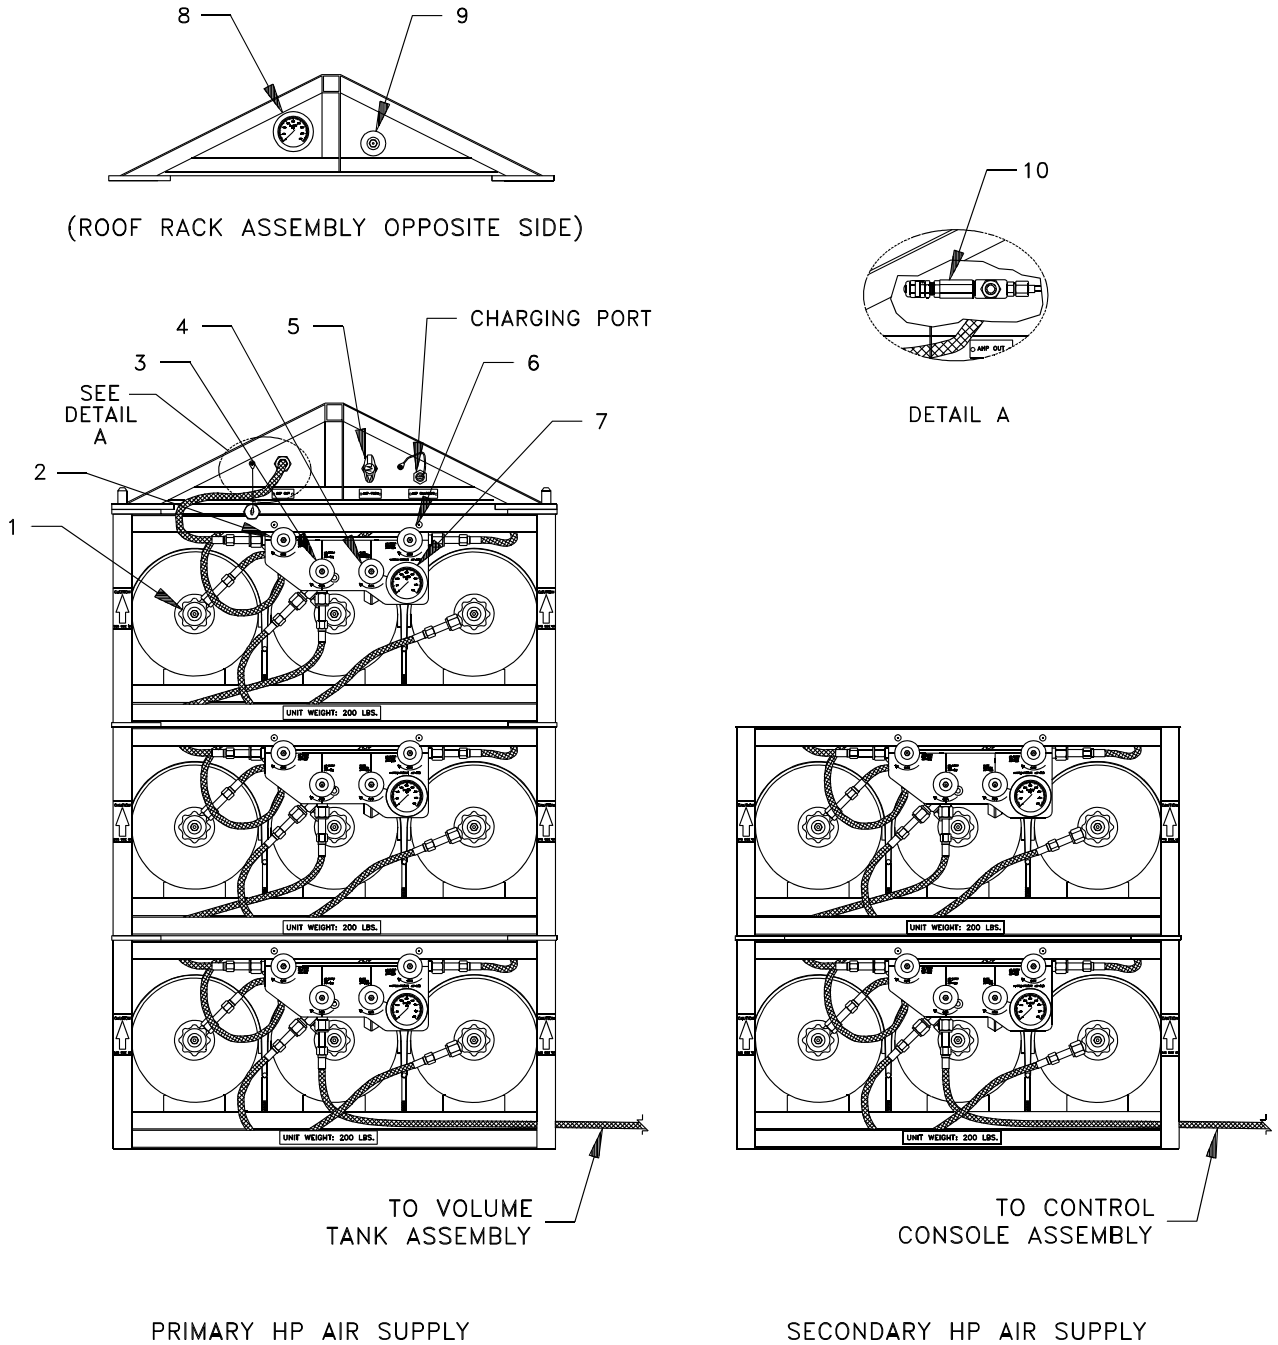 8
9
(ROOF RACK ASSEMBLY OPPOSITE SIDE)
10
AMP OUT
DETAIL A
4
5
CHARGING PORT
3
6
SEE
DETAIL
A
7
2
1
UNIT WEIGHT: 200 LBS.
UNIT WEIGHT: 200 LBS.
UNIT WEIGHT: 200 LBS.
UNIT WEIGHT: 200 LBS.
UNIT WEIGHT: 200 LBS.
TO VOLUME
TANK ASSEMBLY
TO CONTROL
CONSOLE ASSEMBLY
PRIMARY HP AIR SUPPLY
SECONDARY HP AIR SUPPLY